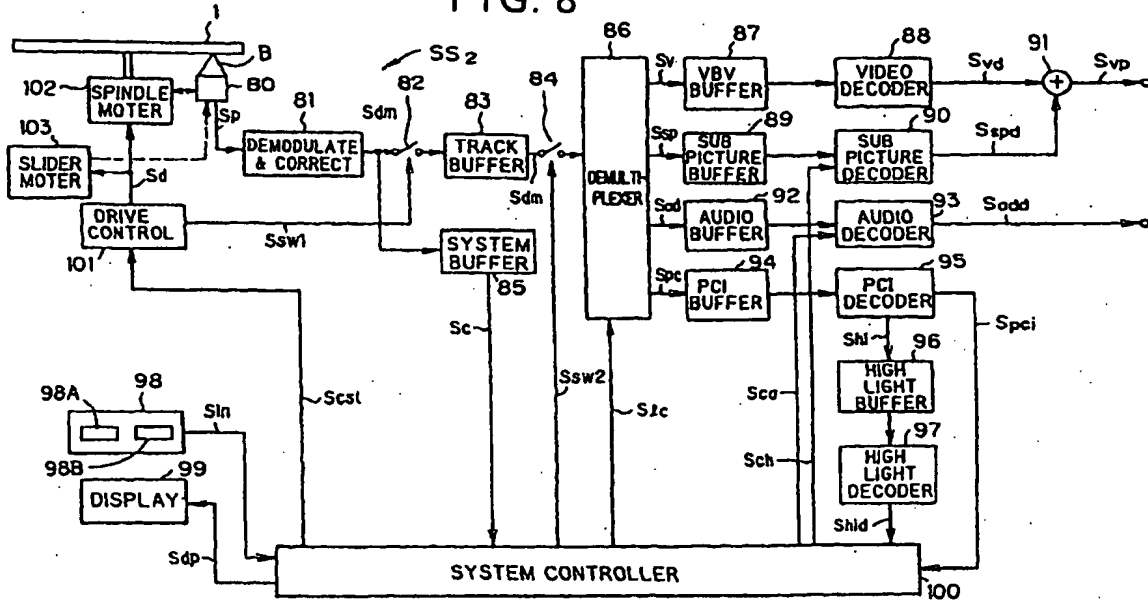 FIG. 8
1
B
SS2
86
87
88
91
102
SPINDLE
MOTER
80
81
82
83
84
Sp
Sdm
Sv
VBV
BUFFER
VIDEO
DECODER
Svd
Svp
103
SLIDER
MOTER
DEMODULATE
& CORRECT
TRACK
BUFFER
Sdm
89
90
Ssp
SUB
PICTURE
BUFFER
SUB
PICTURE
DECODER
Sspd
Sd
DEMULTI
PLEXER
92
93
DRIVE
CONTROL
101
Ssw1
Sad
AUDIO
BUFFER
AUDIO
DECODER
Sadd
SYSTEM
BUFFER
85
94
95
Spc
PCI
BUFFER
PCI
DECODER
Spci
Sc
Shi
96
HIGH
LIGHT
BUFFER
98A
98
Sin
98B
Scsl
Ssw2
Slc
Sca
Sch
97
HIGH
LIGHT
DECODER
99
DISPLAY
Shid
Sdp
SYSTEM CONTROLLER
100